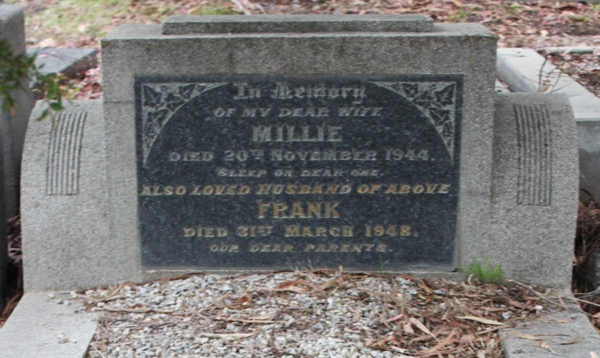 In Memory
OF MY DEAR WIFE
MILLIE
DIED 20TH NOVEMBER 1944.
SLEEP ON DEAR ONE.
ALSO LOVED HUSBAND OF ABOVE
FRANK
DIED 31ST MARCH 1948.
OUR DEAR PARENTS.